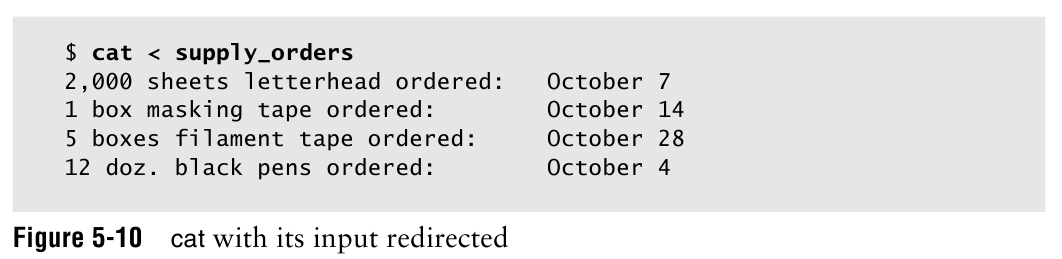 $ cat < supply_orders
2,000 sheets letterhead ordered:   October 7
1 box masking tape ordered:        October 14
5 boxes filament tape ordered:     October 28
12 doz. black pens ordered:        October 4
Figure 5-10   cat with its input redirected